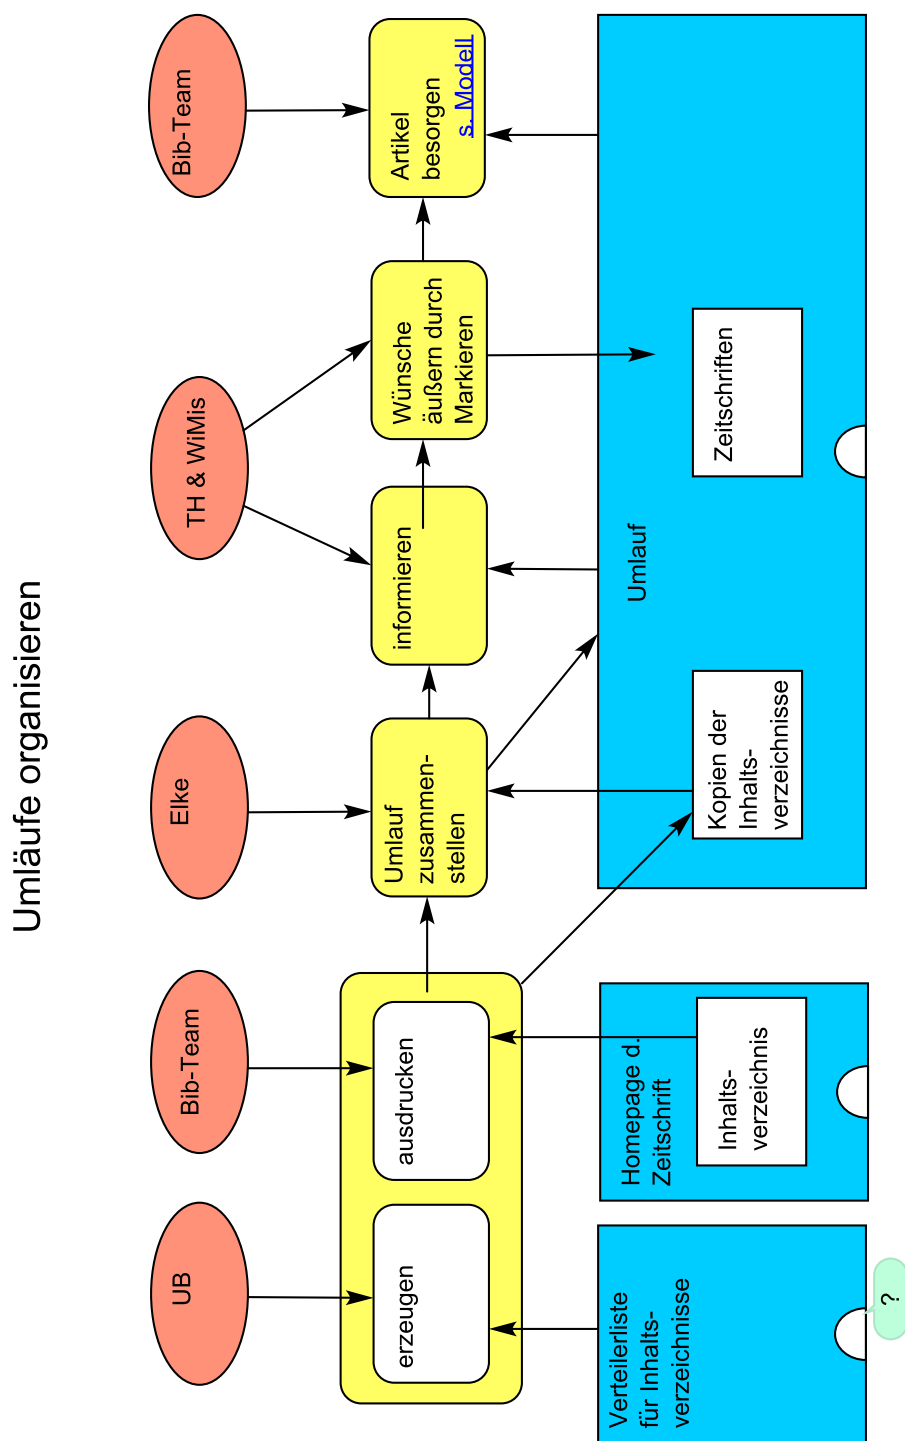 Umläufe organisieren
UB
Bib-Team
Elke
TH & WiMis
Bib-Team
erzeugen
ausdrucken
Umlauf
zusammen-
stellen
informieren
Wünsche
äußern durch
Markieren
Artikel
besorgen
s. Modell
Verteilerliste
für Inhalts-
verzeichnisse
?
Homepage d.
Zeitschrift
Inhalts-
verzeichnis
Umlauf
Kopien der
Inhalts-
verzeichnisse
Zeitschriften